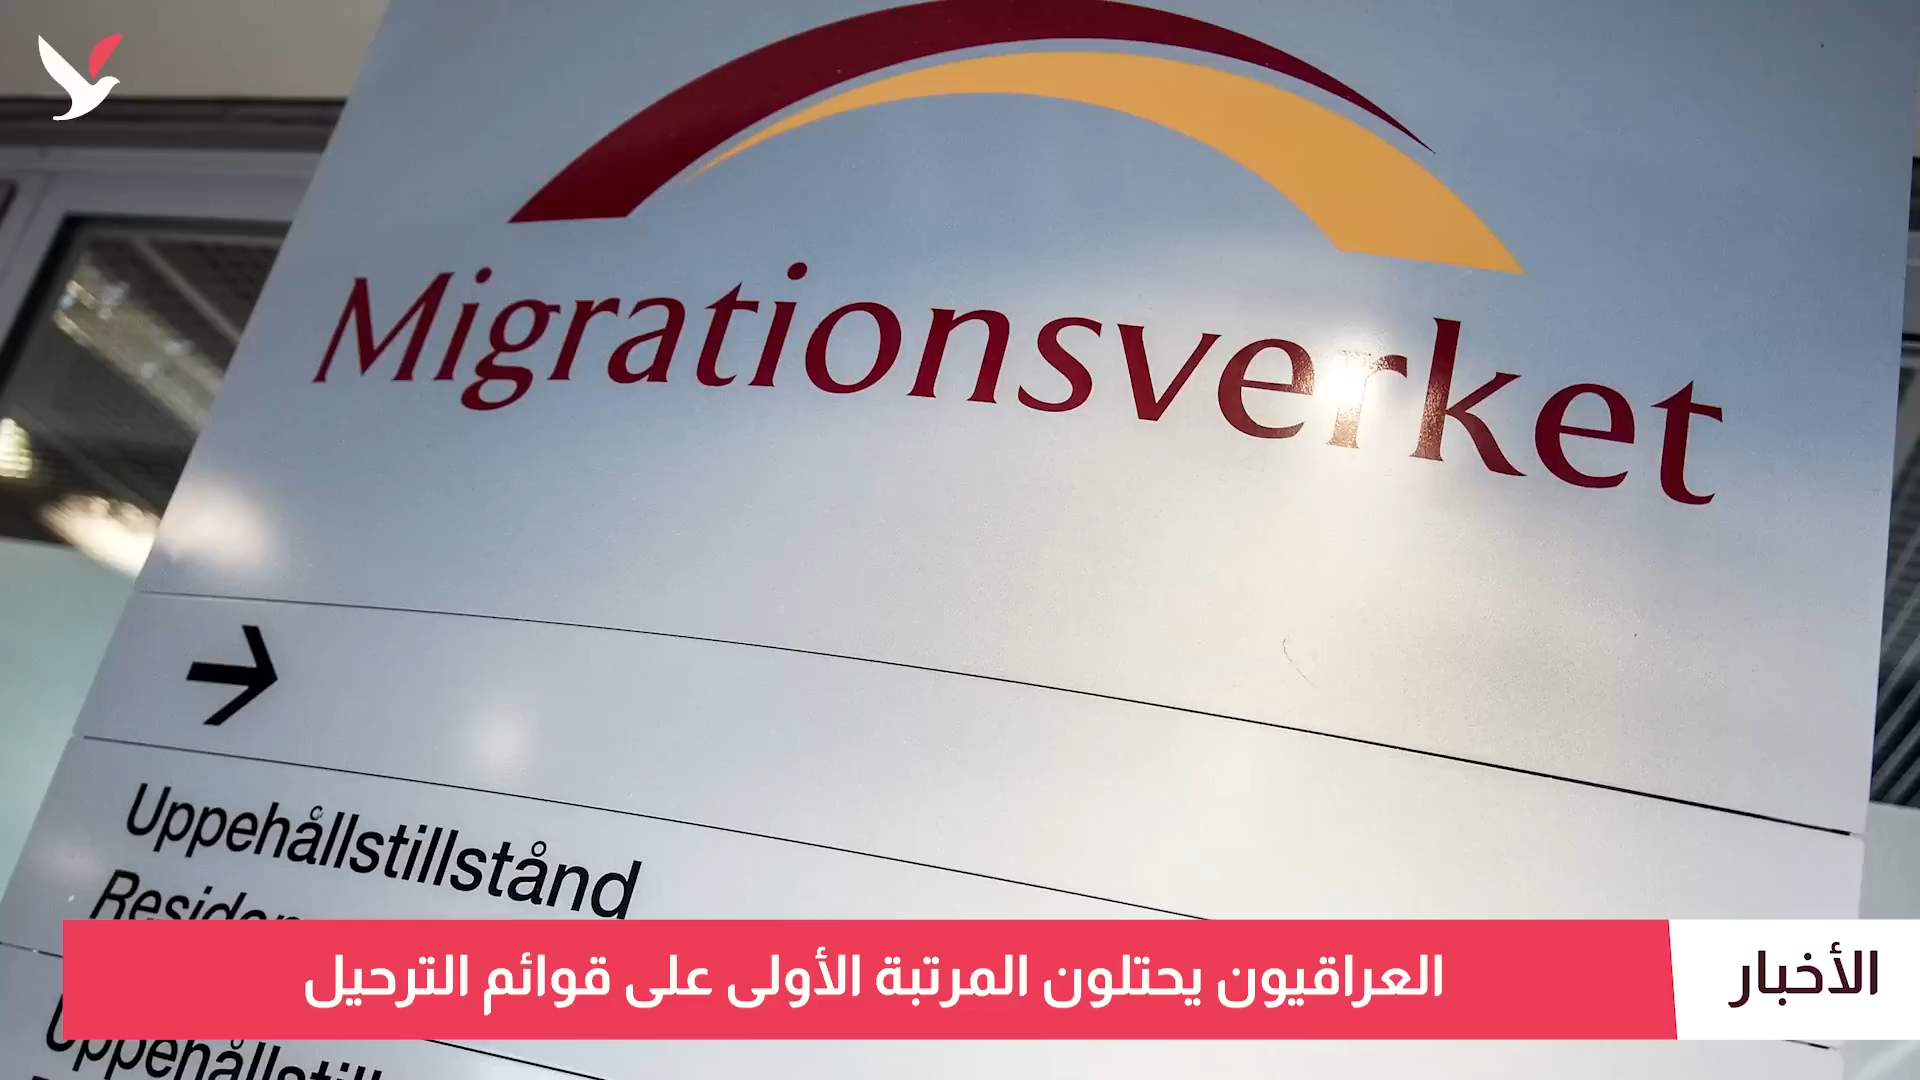 Migrationsverket
Uppehållstillstånd
العراقيون يحتلون المرتبة الأولى على قوائم الترحيل
الأخبار